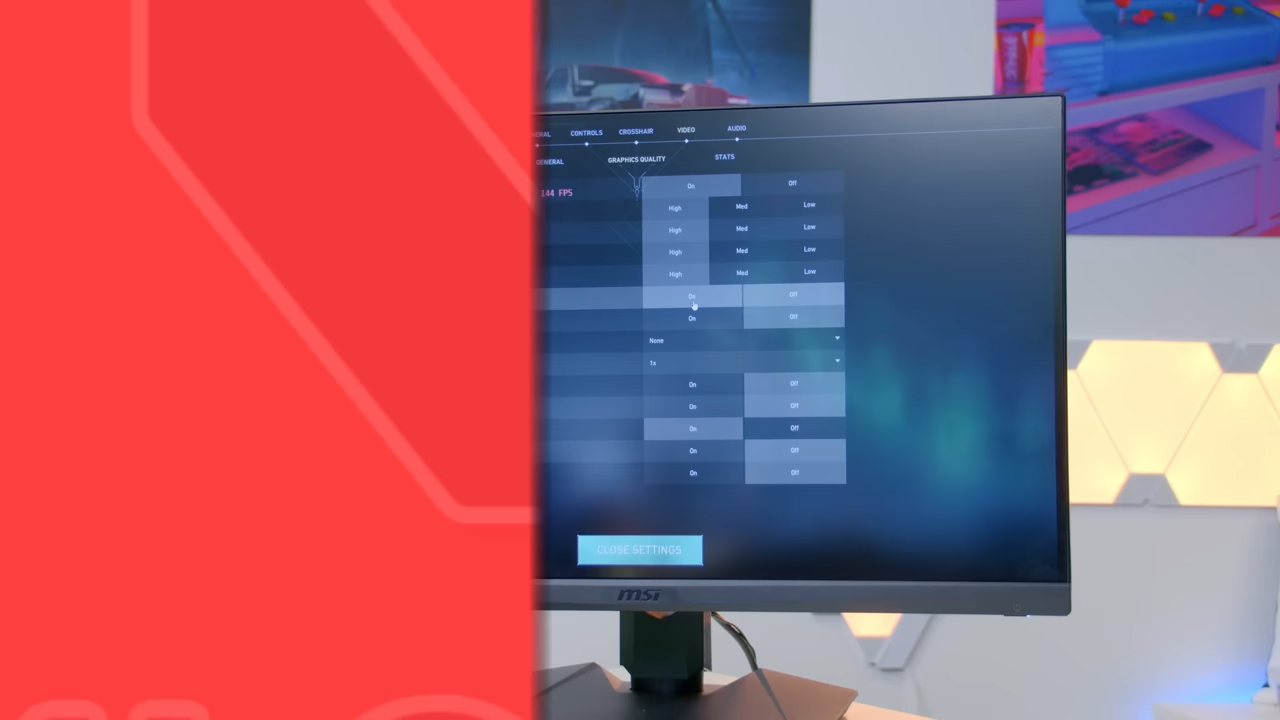 CONTROLS CROSSHAIR VIDEO AUDIO
GENERAL GRAPHICS QUALITY STATS
144 FPS
On Off
High Med Low
High Med Low
High Med Low
High Med Low
On Off
On Off
None
1x
On Off
On Off
On Off
On Off
On Off
CLOSE SETTINGS
msi